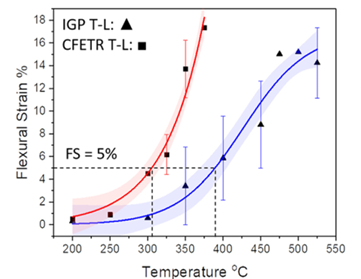 IGP T-L: ▲
CFETR T-L: ■
Flexural Strain %
18
16
14
12
10
8
6
4
2
0
FS = 5%
200 250 300 350 400 450 500 550
Temperature °C